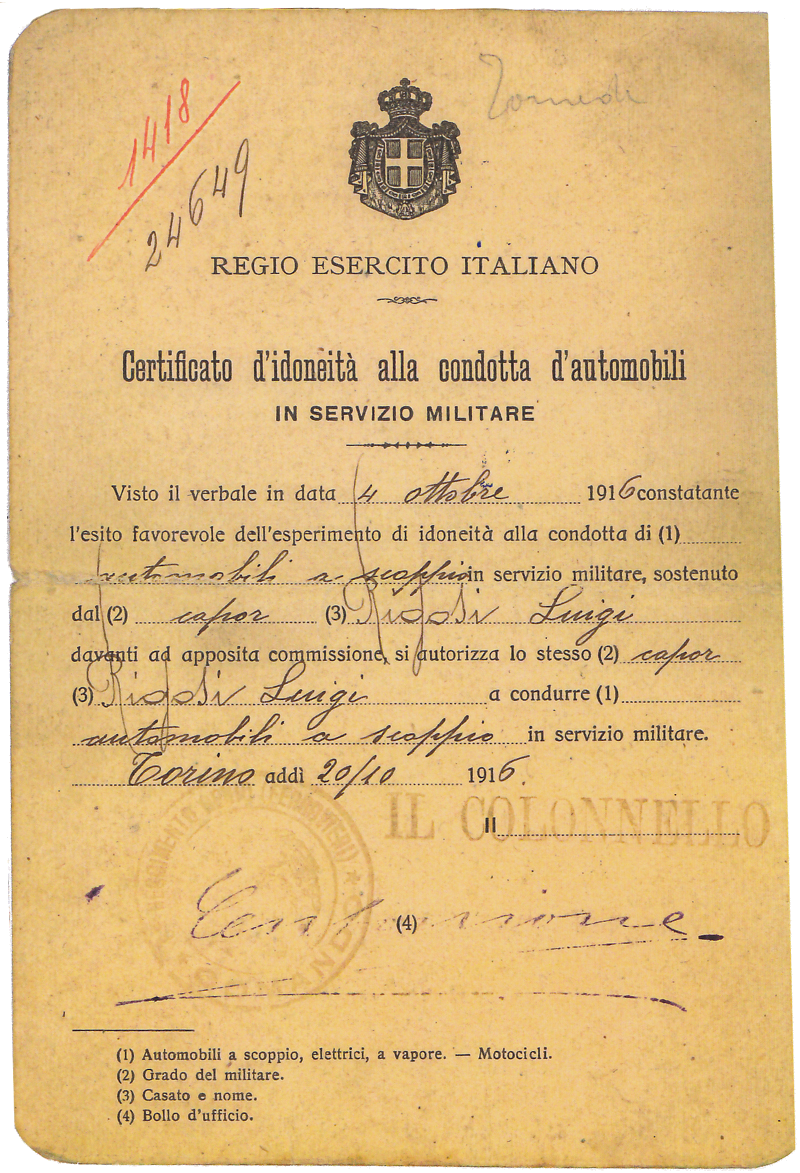 1418
24649
REGIO ESERCITO ITALIANO
Certificato d'idoneità alla condotta d'automobili
IN SERVIZIO MILITARE
Visto il verbale in data 4 ottobre 1916 constatante
l'esito favorevole dell'esperimento di idoneità alla condotta di (1)
automobili a scoppio in servizio militare, sostenuto
dal (2) capor (3) Luigi
davanti ad apposita commissione, si autorizza lo stesso (2) capor
(3) Luigi a condurre (1)
automobili a scoppio in servizio militare.
Torino addì 20/10 1916.
Il IL COLONNELLO
(4)
(1) Automobili a scoppio, elettrici, a vapore. — Motocicli.
(2) Grado del militare.
(3) Casato e nome.
(4) Bollo d'ufficio.